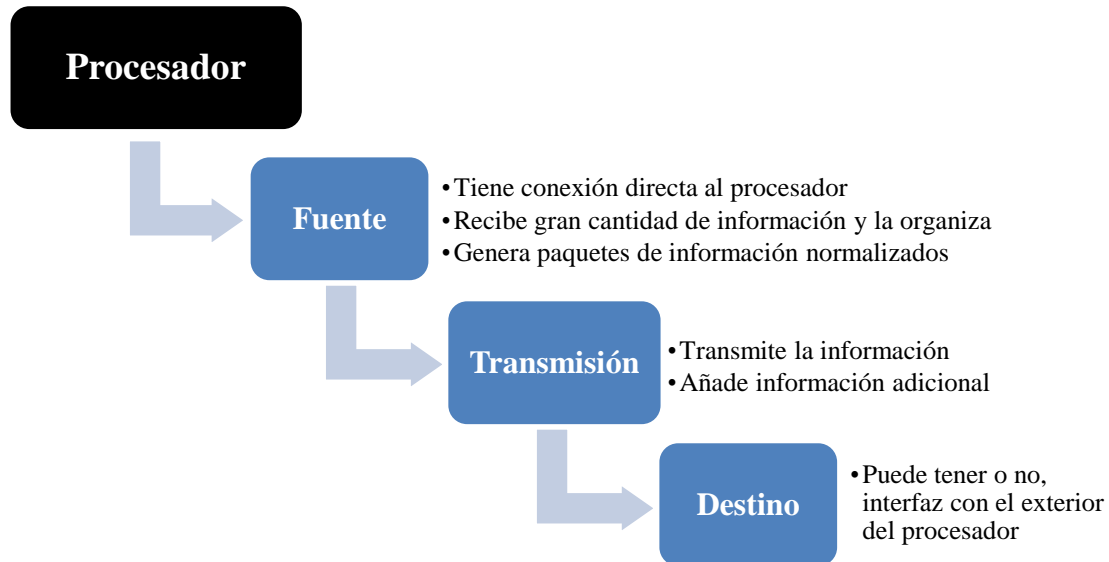 Procesador
Fuente
•Tiene conexión directa al procesador
•Recibe gran cantidad de información y la organiza
•Genera paquetes de información normalizados
Transmisión
•Transmite la información
•Añade información adicional
Destino
•Puede tener o no,
interfaz con el exterior
del procesador